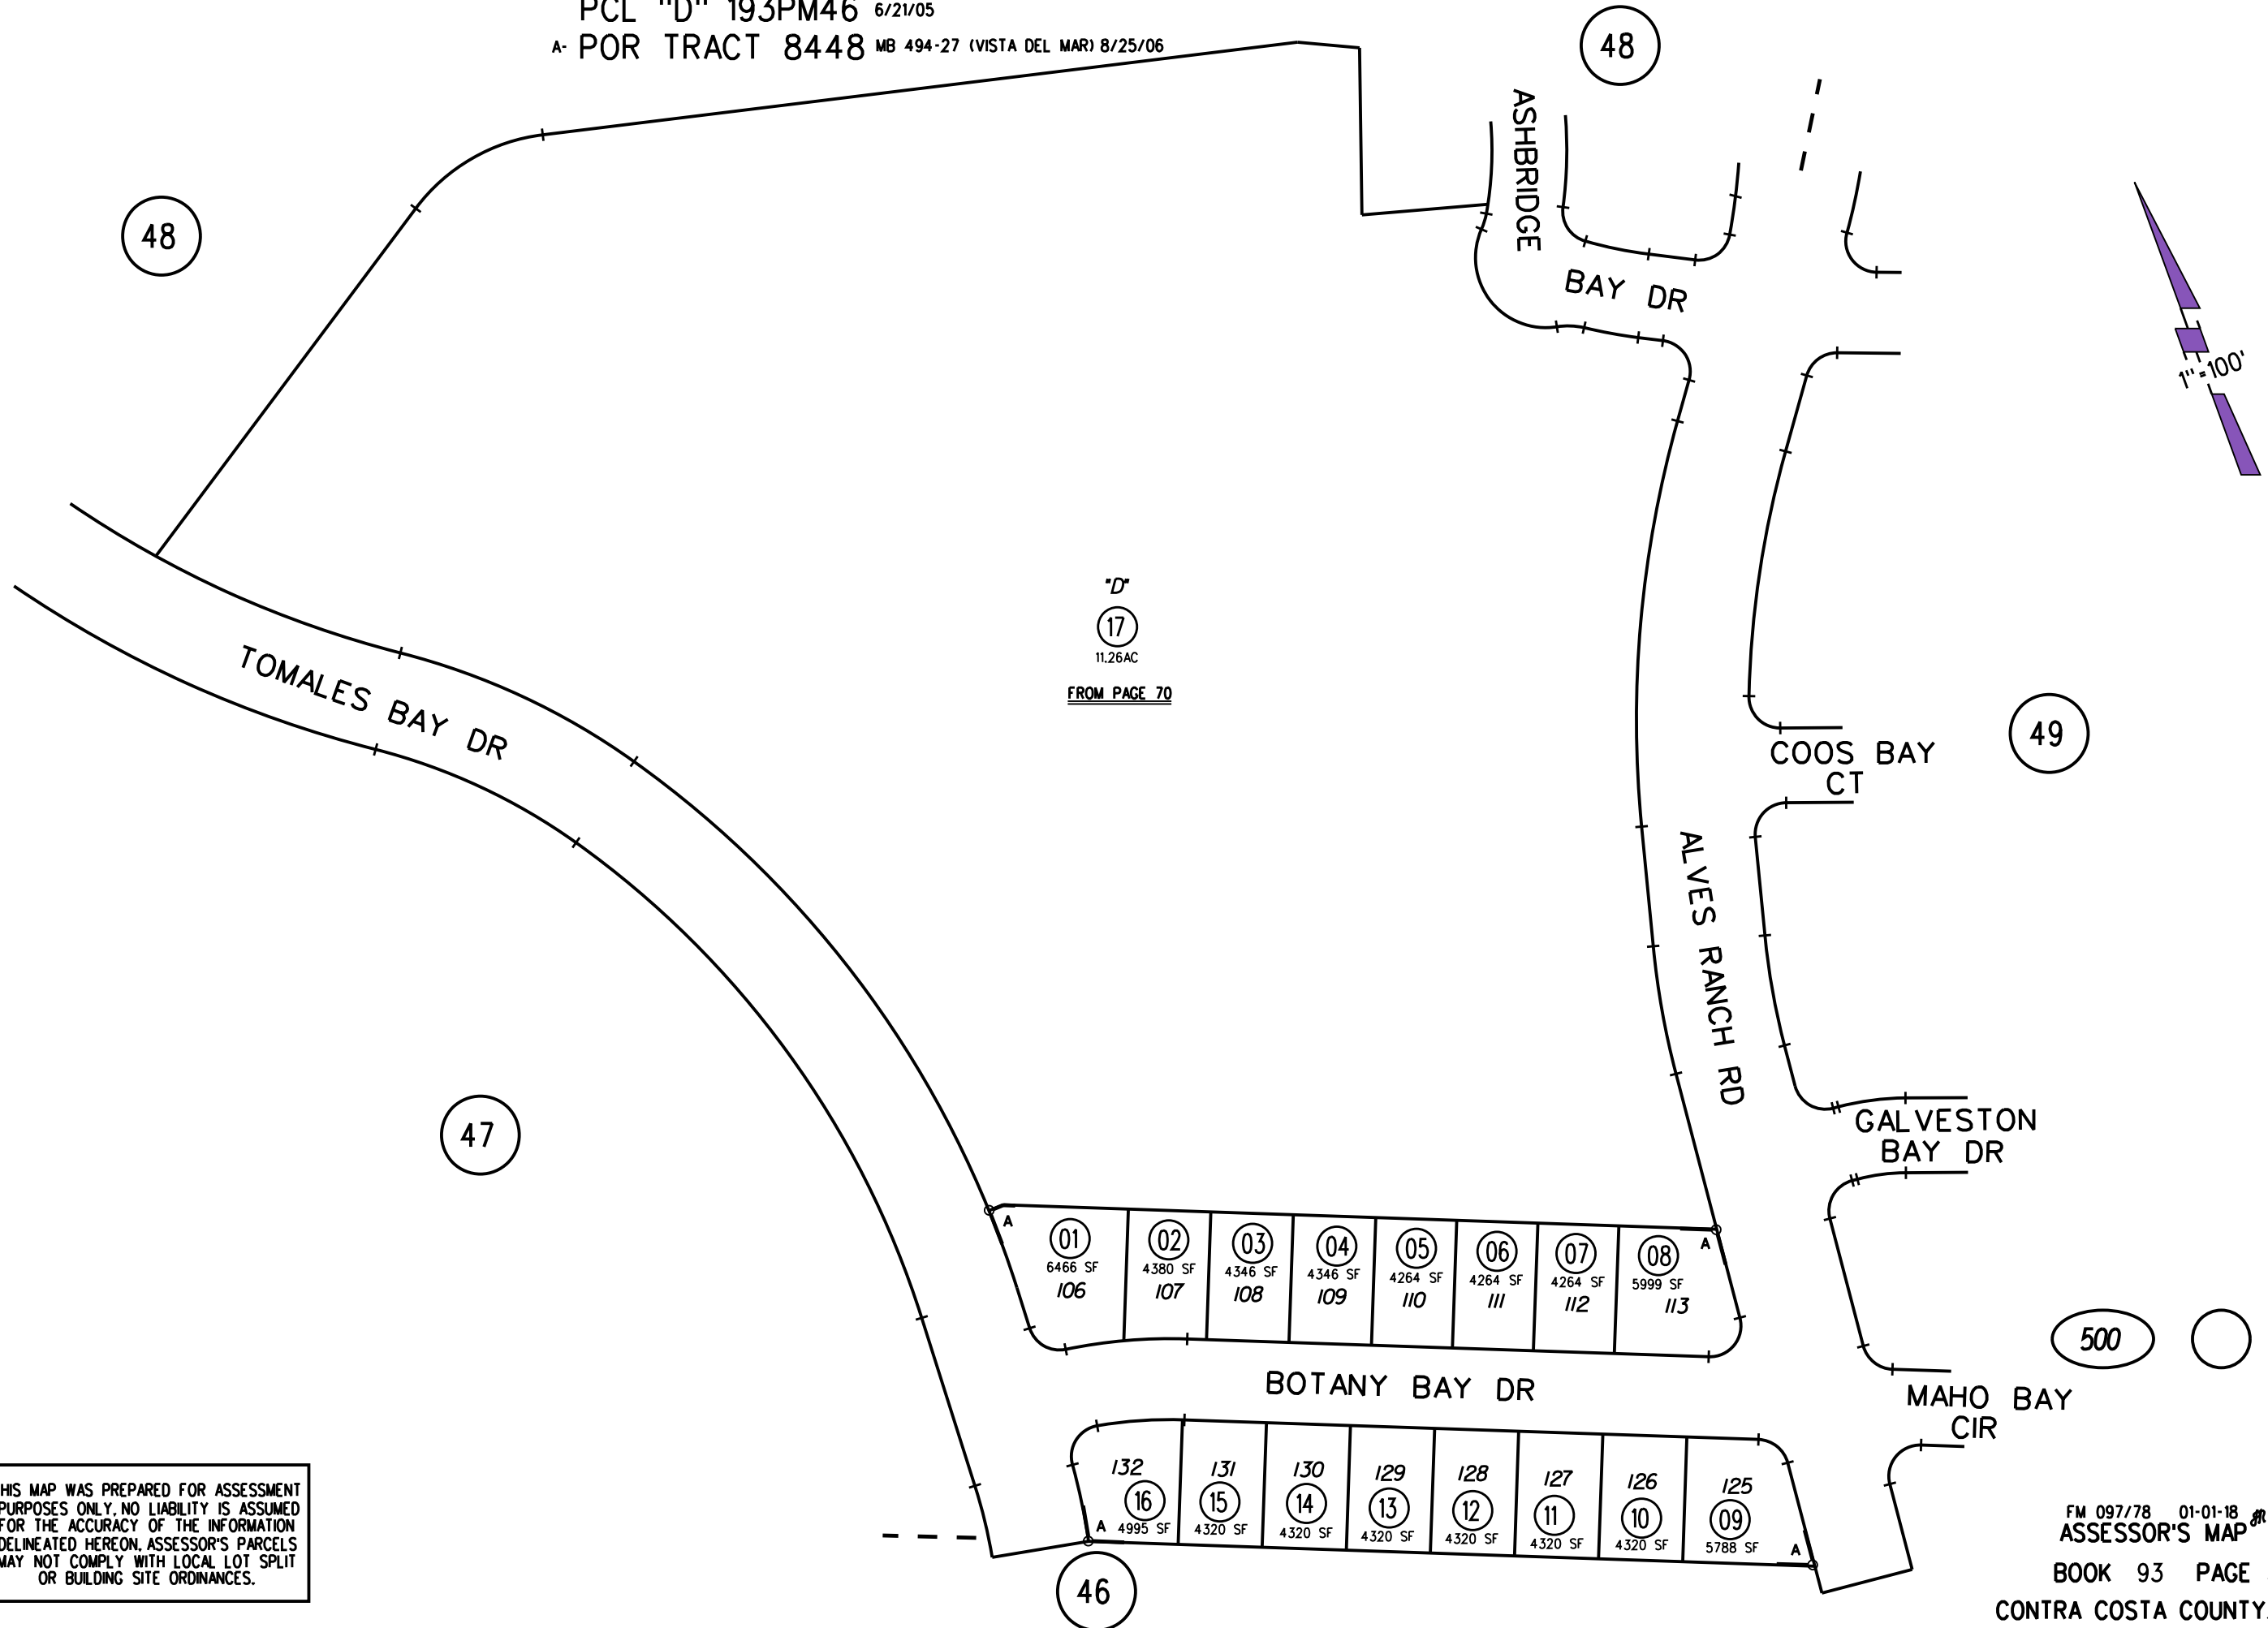 PCL "D" 193PM46 6/21/05
A- POR TRACT 8448 MB 494-27 (VISTA DEL MAR) 8/25/06
48
48
ASHBRIDGE
BAY DR
1"=100'
"D"
17
11.26AC
FROM PAGE 70
TOMALES BAY DR
49
COOS BAY
CT
ALVES RANCH RD
GALVESTON
BAY DR
47
A
A
01
6466 SF
106
02
4380 SF
107
03
4346 SF
108
04
4346 SF
109
05
4264 SF
110
06
4264 SF
111
07
4264 SF
112
08
5999 SF
113
500
BOTANY BAY DR
MAHO BAY
CIR
132
16
4995 SF
131
15
4320 SF
130
14
4320 SF
129
13
4320 SF
128
12
4320 SF
127
11
4320 SF
126
10
4320 SF
125
09
5788 SF
A
A
46
HIS MAP WAS PREPARED FOR ASSESSMENT
PURPOSES ONLY, NO LIABILITY IS ASSUMED
FOR THE ACCURACY OF THE INFORMATION
DELINEATED HEREON. ASSESSOR'S PARCELS
MAY NOT COMPLY WITH LOCAL LOT SPLIT
OR BUILDING SITE ORDINANCES.
FM 097/78 01-01-18
ASSESSOR'S MAP
BOOK 93 PAGE
CONTRA COSTA COUNTY